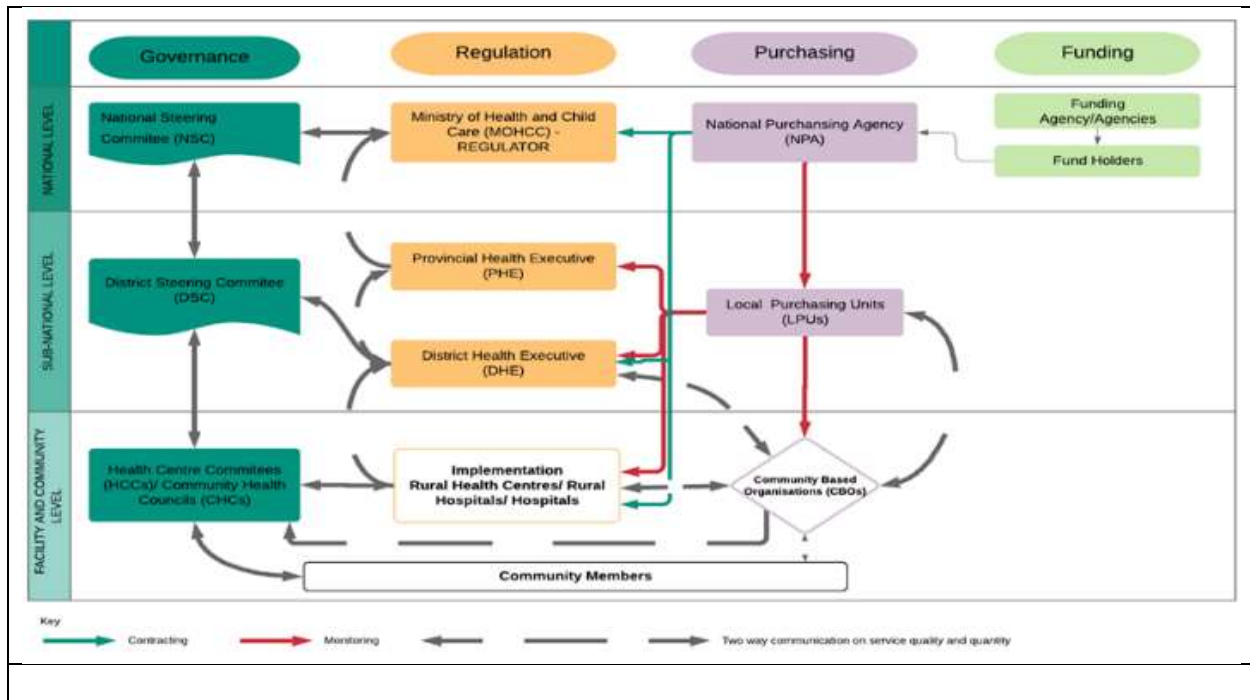 Governance
Regulation
Purchasing
Funding
NATIONAL LEVEL
National Steering
Commitee (NSC)
Ministry of Health and Child
Care (MOHCC) -
REGULATOR
National Purchansing Agency
(NPA)
Funding
Agency/Agencies
Fund Holders
SUB-NATIONAL LEVEL
District Steering Commitee
(DSC)
Provincial Health Executive
(PHE)
District Health Executive
(DHE)
Local Purchasing Units
(LPUs)
FACILITY AND COMMUNITY
LEVEL
Health Centre Commitees
(HCCs)/ Community Health
Councils (CHCs)
Implementation
Rural Health Centres/ Rural
Hospitals/ Hospitals
Community Based
Organisations (CBOs)
Community Members
Key
Contracting
Monitoring
Two way communication on service quality and quantity